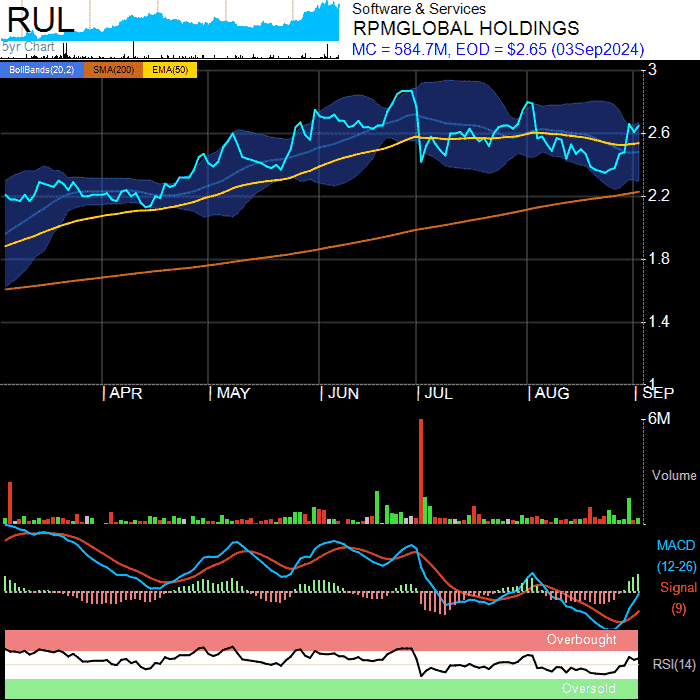 RUL
5yr Chart
Software & Services
RPMGLOBAL HOLDINGS
MC = 584.7M, EOD = $2.65 (03Sep2024)
BollBands(20,2) SMA(200) EMA(50)
3
2.6
2.2
1.8
1.4
1
APR MAY JUN JUL AUG SEP
6M
Volume
MACD
(12-26)
Signal
(9)
Overbought
RSI(14)
Oversold